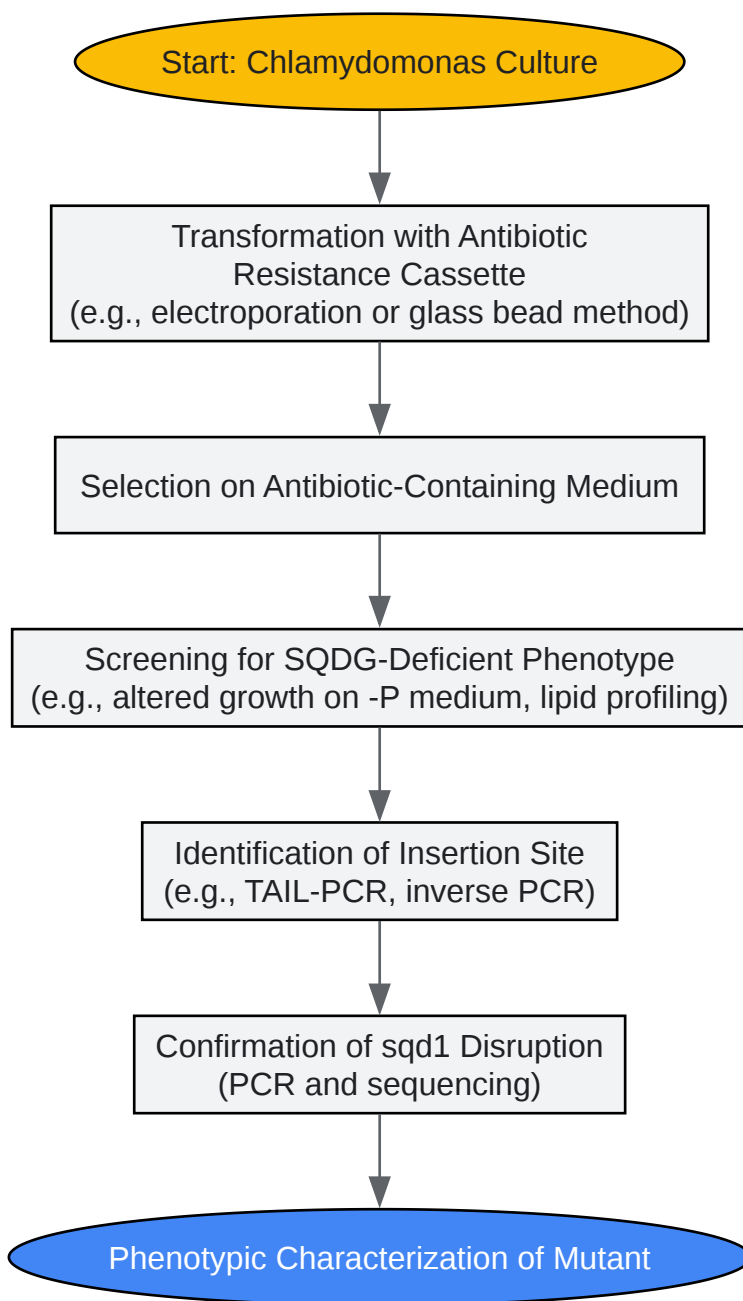 Start: Chlamydomonas Culture
Transformation with Antibiotic
Resistance Cassette
(e.g., electroporation or glass bead method)
Selection on Antibiotic-Containing Medium
Screening for SQDG-Deficient Phenotype
(e.g., altered growth on -P medium, lipid profiling)
Identification of Insertion Site
(e.g., TAIL-PCR, inverse PCR)
Confirmation of sqd1 Disruption
(PCR and sequencing)
Phenotypic Characterization of Mutant